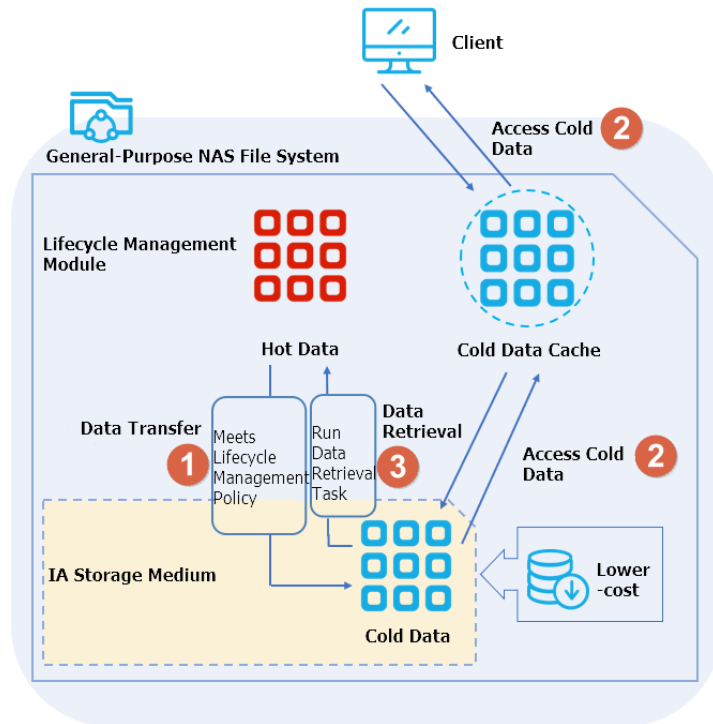 Client
Access Cold
Data
2
General-Purpose NAS File System
Lifecycle Management
Module
Hot Data
Cold Data Cache
Data Transfer
1
Meets
Lifecycle
Management
Policy
Run
Data
Retrieval
Task
Data
Retrieval
3
Access Cold
Data
2
IA Storage Medium
Cold Data
Lower
-cost